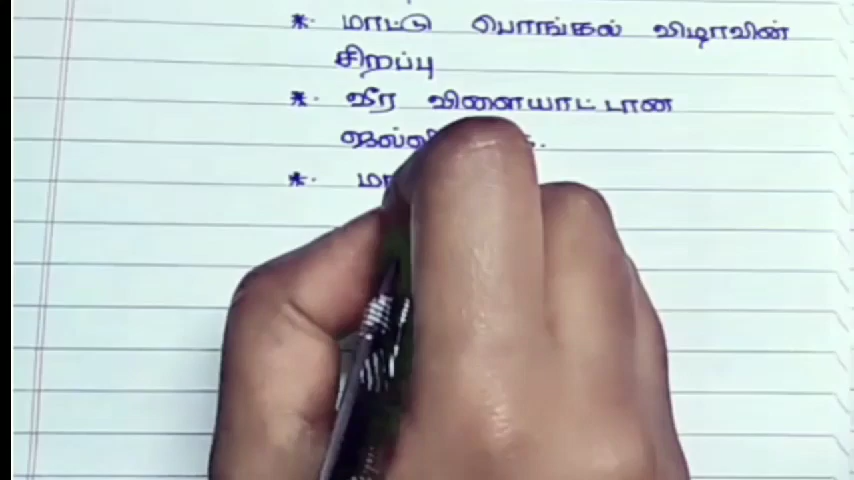 * மாட்டு பொங்கல் விழாவின்
சிறப்பு
* வீர விளையாட்டான
*